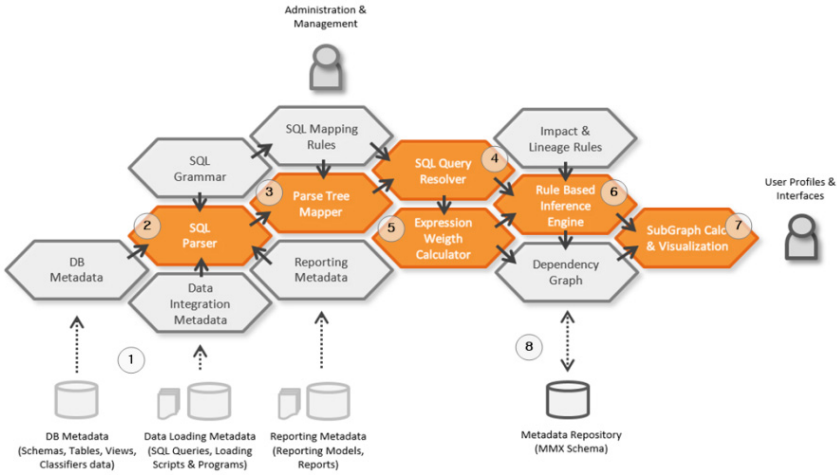 Administration &
Management
SQL Mapping
Rules
Impact &
Lineage Rules
SQL
Grammar
SQL Query
Resolver
4
3
Parse Tree
Mapper
Rule Based
Inference
Engine
6
User Profiles &
Interfaces
2
SQL
Parser
5
Expression
Weigth
Calculator
SubGraph Calc
& Visualization
7
DB
Metadata
Reporting
Metadata
Dependency
Graph
Data
Integration
Metadata
1
8
DB Metadata
(Schemas, Tables, Views,
Classifiers data)
Data Loading Metadata
(SQL Queries, Loading
Scripts & Programs)
Reporting Metadata
(Reporting Models,
Reports)
Metadata Repository
(MMX Schema)